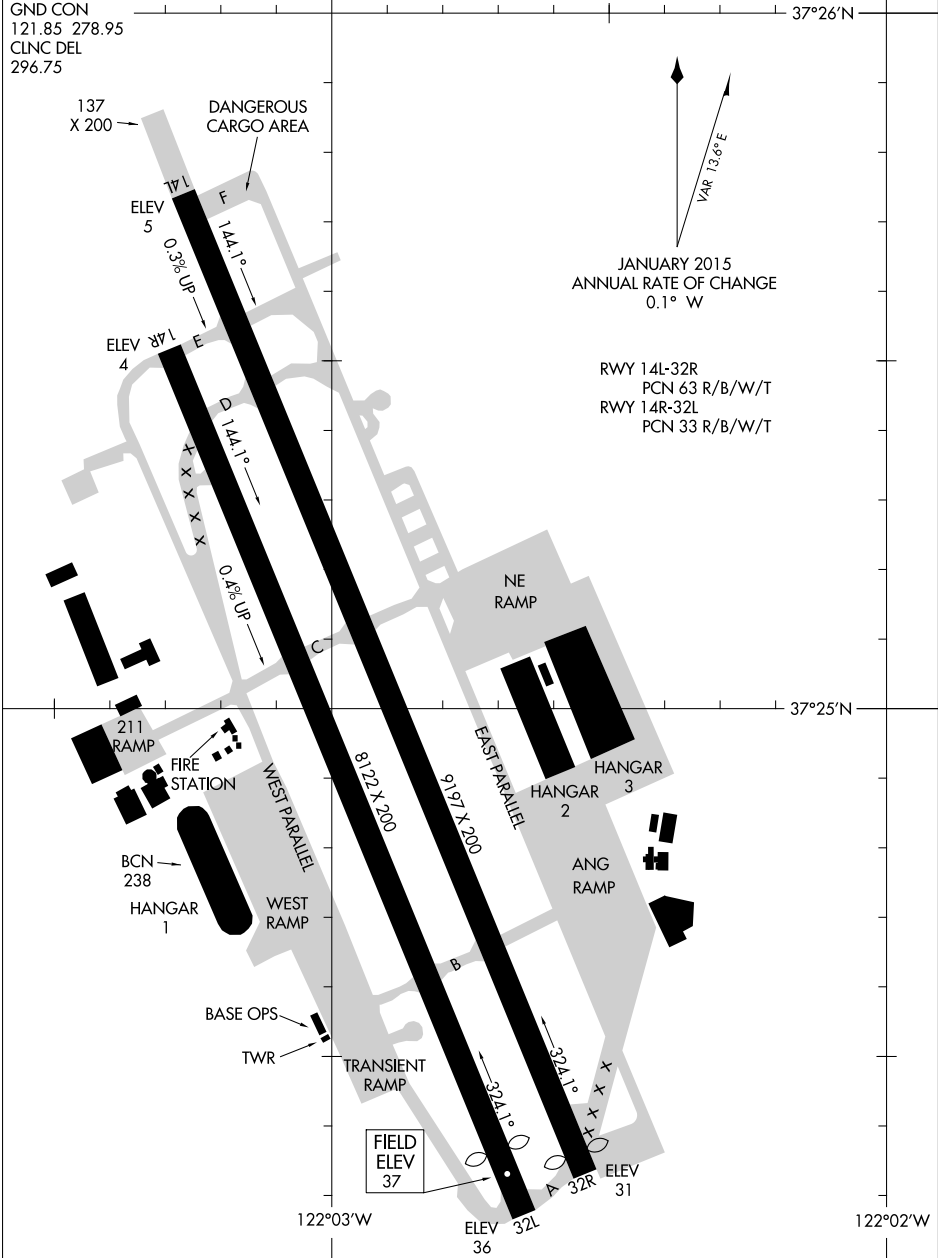 GND CON
121.85 278.95
CLNC DEL
296.75
37°26'N
137
X 200
DANGEROUS
CARGO AREA
VAR 13.6° E
14L
F
ELEV
5
144.1°
0.3% UP
JANUARY 2015
ANNUAL RATE OF CHANGE
0.1° W
ELEV
4
14R
E
RWY 14L-32R
PCN 63 R/B/W/T
RWY 14R-32L
PCN 33 R/B/W/T
D
144.1°
X
X
X
X
X
0.4% UP
NE
RAMP
C
37°25'N
211
RAMP
FIRE
STATION
WEST PARALLEL
8122 X 200
9197 X 200
EAST PARALLEL
HANGAR
2
HANGAR
3
BCN
238
HANGAR
1
WEST
RAMP
ANG
RAMP
B
BASE OPS
TWR
TRANSIENT
RAMP
324.1°
324.1°
X
X
X
X
FIELD
ELEV
37
A
32R
ELEV
31
32L
ELEV
36
122°03'W
122°02'W